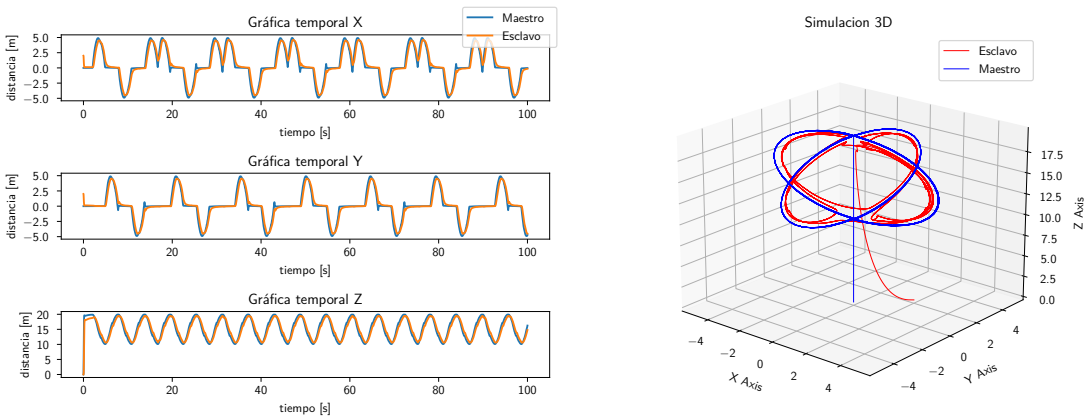 Gráfica temporal X
Maestro
Esclavo
distancia [m]
5.0
2.5
0.0
−2.5
−5.0
0 20 40 60 80 100
tiempo [s]
Gráfica temporal Y
distancia [m]
5.0
2.5
0.0
−2.5
−5.0
0 20 40 60 80 100
tiempo [s]
Gráfica temporal Z
distancia [m]
20
15
10
5
0
0 20 40 60 80 100
tiempo [s]
Simulacion 3D
Esclavo
Maestro
17.5
15.0
12.5
10.0
7.5
5.0
2.5
0.0
Z Axis
−4 −2 0 2 4
X Axis
−4 −2 0 2 4
Y Axis